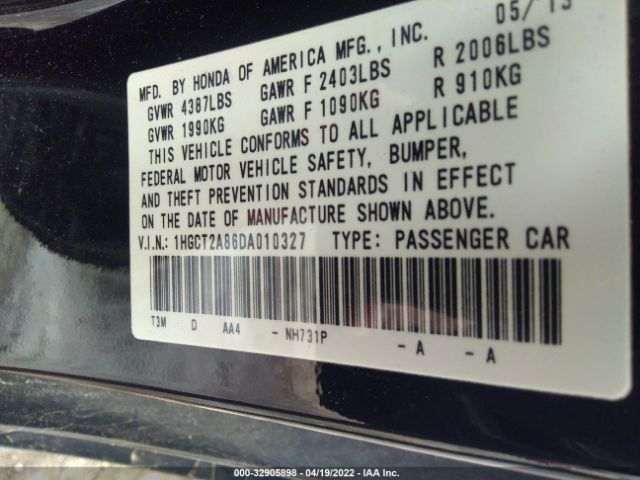 05/13
MFD. BY HONDA OF AMERICA MFG., INC.
GVWR 4387LBS GAWR F 2403LBS R 2006LBS
GVWR 1990KG GAWR F 1090KG R 910KG
THIS VEHICLE CONFORMS TO ALL APPLICABLE
FEDERAL MOTOR VEHICLE SAFETY, BUMPER,
AND THEFT PREVENTION STANDARDS IN EFFECT
ON THE DATE OF MANUFACTURE SHOWN ABOVE.
V.I.N.: 1HGCT2A86DA010327 TYPE: PASSENGER CAR
T3M D AA4 - NH731P - A - A
000-32905898 - 04/19/2022 - IAA Inc.